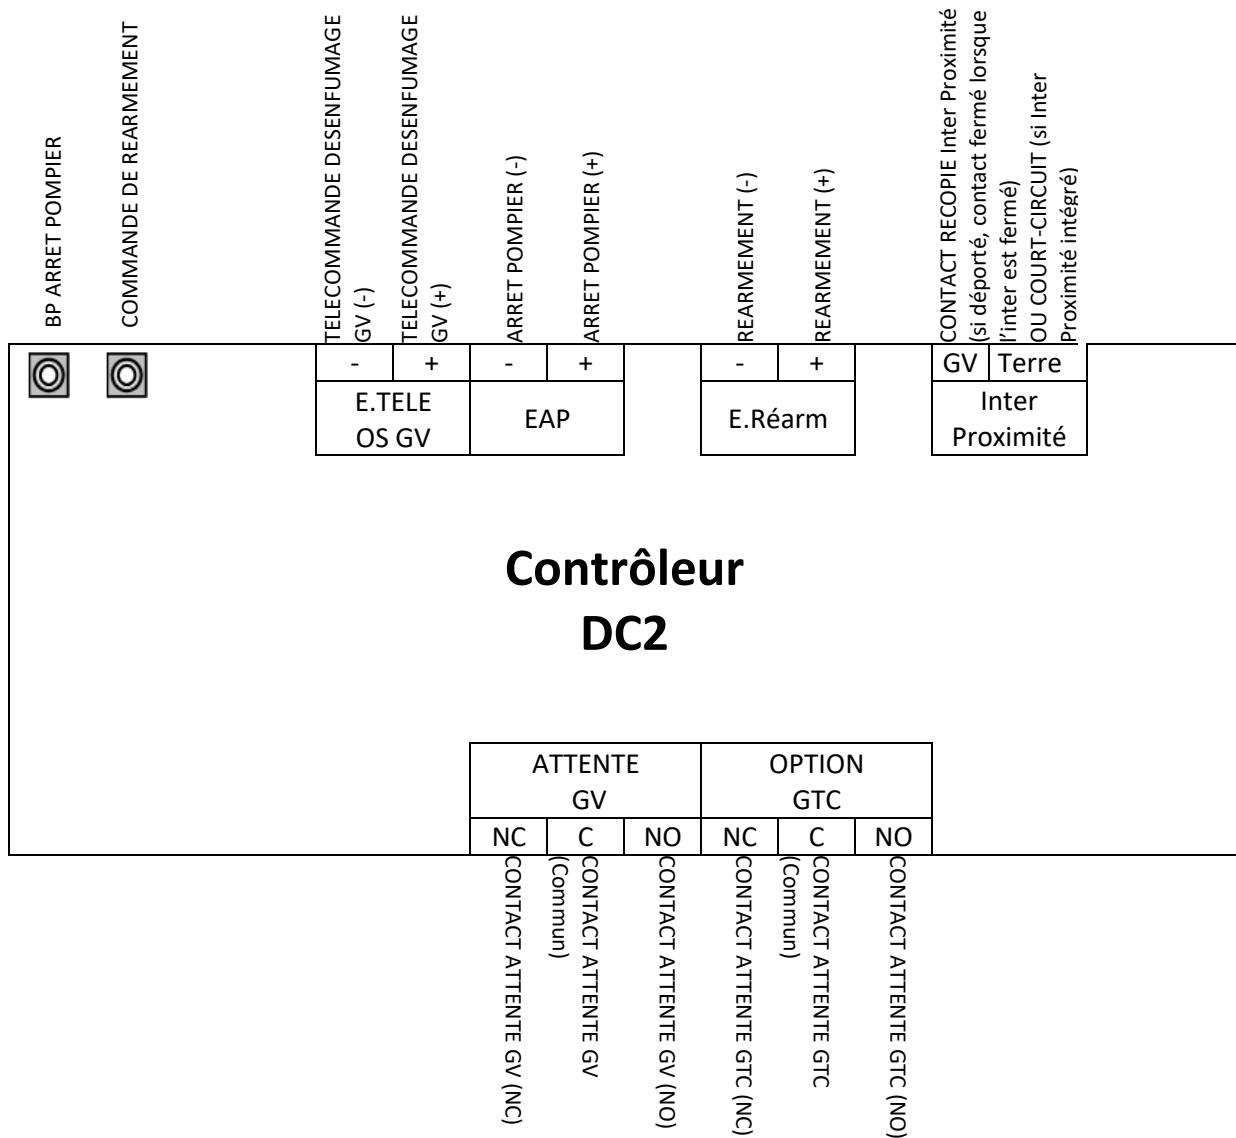 BP ARRET POMPIER
COMMANDE DE REARMEMENT
TELECOMMANDE DESENFUMAGE
GV (-)
TELECOMMANDE DESENFUMAGE
GV (+)
ARRET POMPIER (-)
ARRET POMPIER (+)
REARMEMENT (-)
REARMEMENT (+)
CONTACT RECOPIE Inter Proximité
(si déporté, contact fermé lorsque
l'inter est fermé)
OU COURT-CIRCUIT (si Inter
Proximité intégré)
- + - + - + GV Terre
E.TELE
OS GV
EAP
E.Réarm
Inter
Proximité
Contrôleur
DC2
ATTENTE
GV
OPTION
GTC
NC C NO NC C NO
CONTACT ATTENTE GV (NC)
CONTACT ATTENTE GV
(Commun)
CONTACT ATTENTE GV (NO)
CONTACT ATTENTE GTC (NC)
CONTACT ATTENTE GTC
(Commun)
CONTACT ATTENTE GTC (NO)